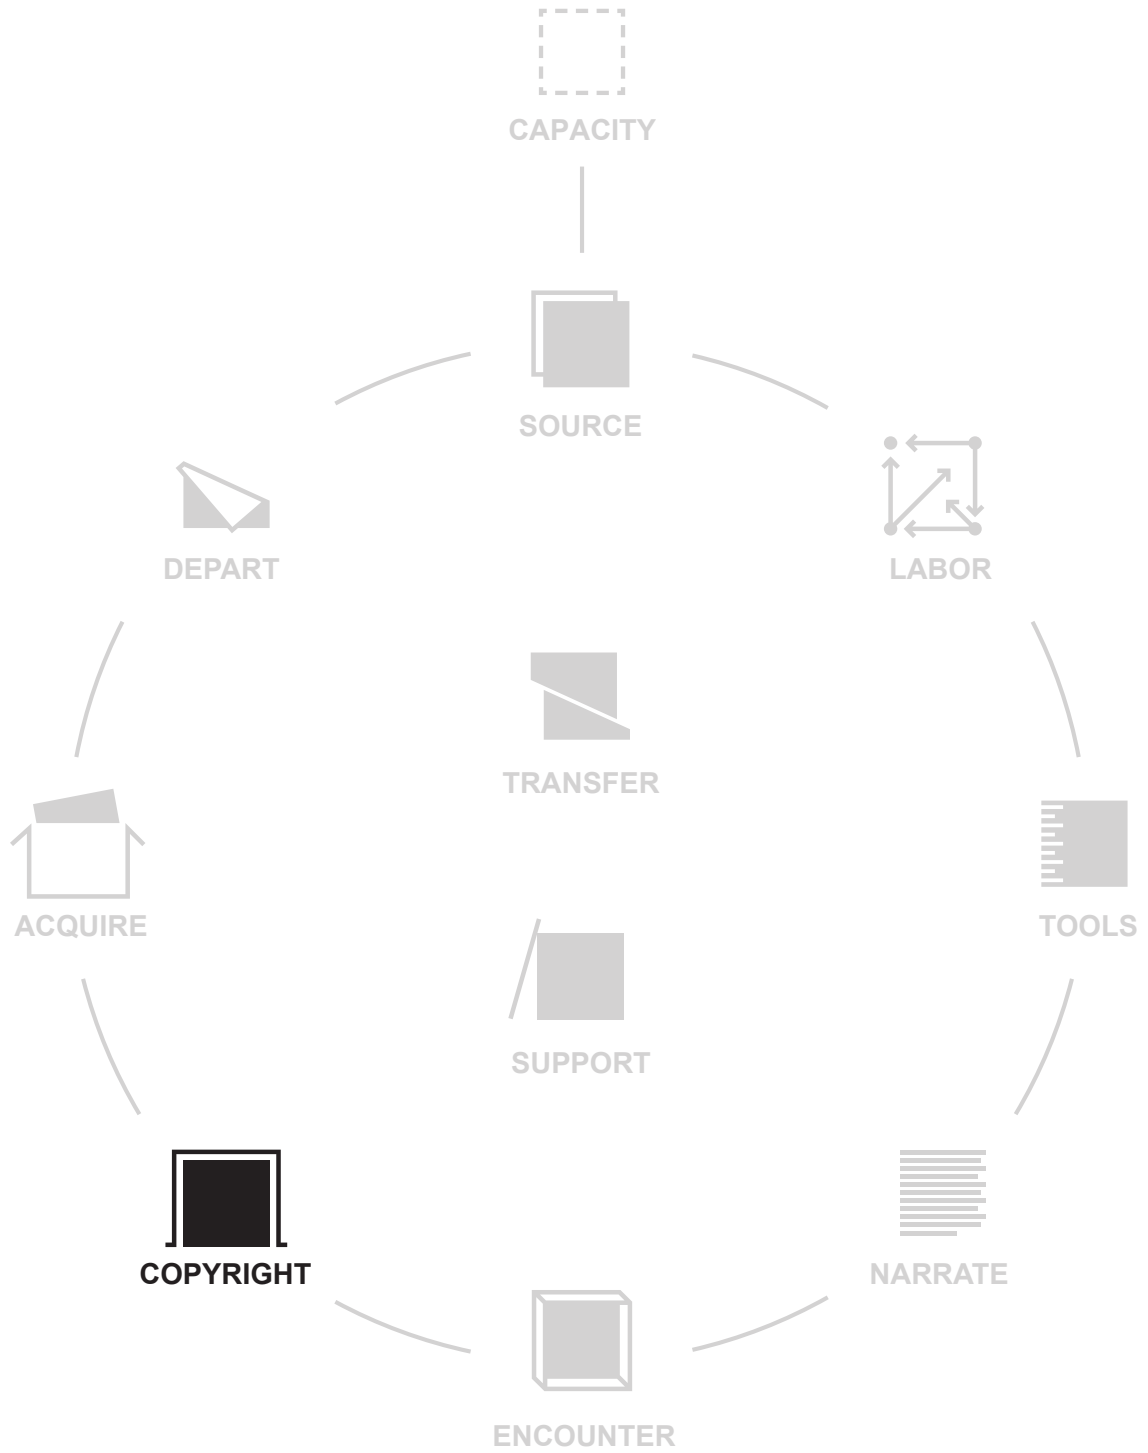 CAPACITY
SOURCE
DEPART
LABOR
TRANSFER
ACQUIRE
TOOLS
SUPPORT
COPYRIGHT
NARRATE
ENCOUNTER